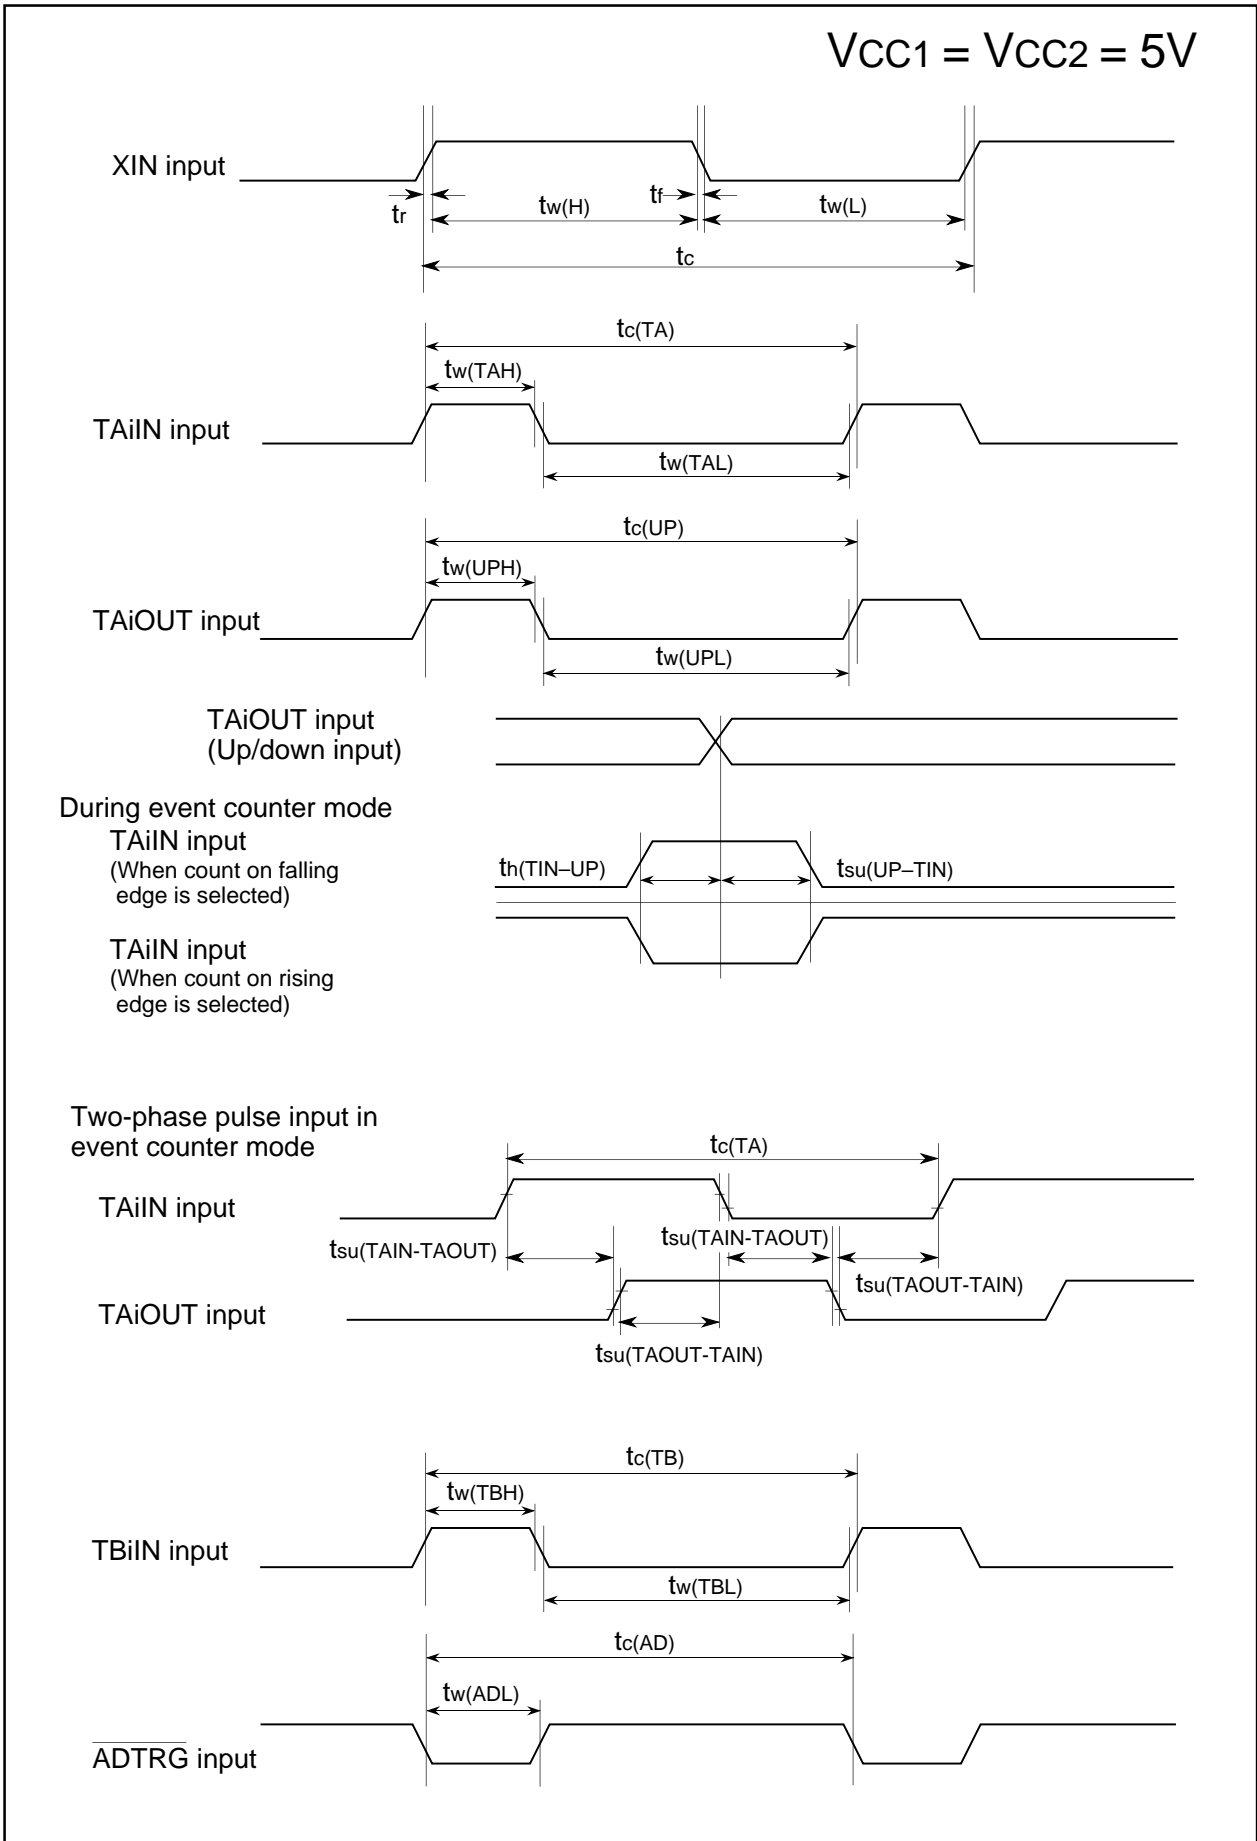 VCC1 = VCC2 = 5V
XIN input
tr
tw(H)
tf
tw(L)
tc
tc(TA)
tw(TAH)
TAiIN input
tw(TAL)
tc(UP)
tw(UPH)
TAiOUT input
tw(UPL)
TAiOUT input
(Up/down input)
During event counter mode
TAiIN input
(When count on falling
edge is selected)
th(TIN–UP)
tsu(UP–TIN)
TAiIN input
(When count on rising
edge is selected)
Two-phase pulse input in
event counter mode
tc(TA)
TAiIN input
tsu(TAIN-TAOUT)
tsu(TAIN-TAOUT)
tsu(TAOUT-TAIN)
TAiOUT input
tsu(TAOUT-TAIN)
tc(TB)
tw(TBH)
TBiIN input
tw(TBL)
tc(AD)
tw(ADL)
ADTRG input